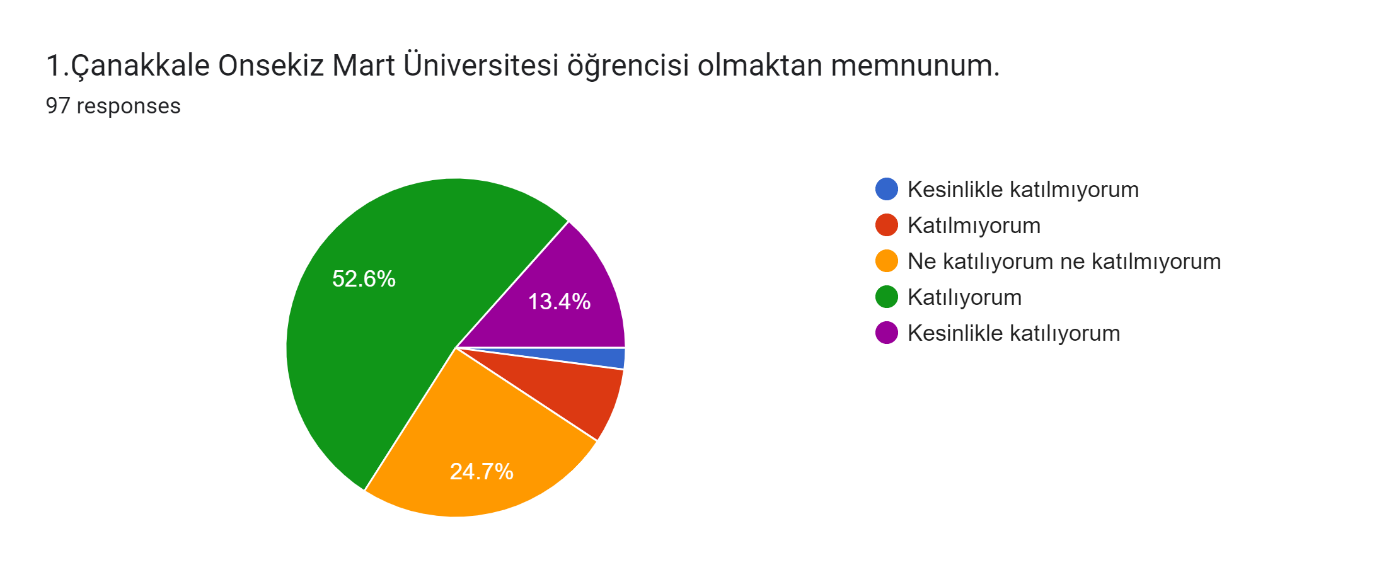 1.Çanakkale Onsekiz Mart Üniversitesi öğrencisi olmaktan memnunum.
97 responses
52.6%
13.4%
24.7%
Kesinlikle katılmıyorum
Katılmıyorum
Ne katılıyorum ne katılmıyorum
Katılıyorum
Kesinlikle katılıyorum